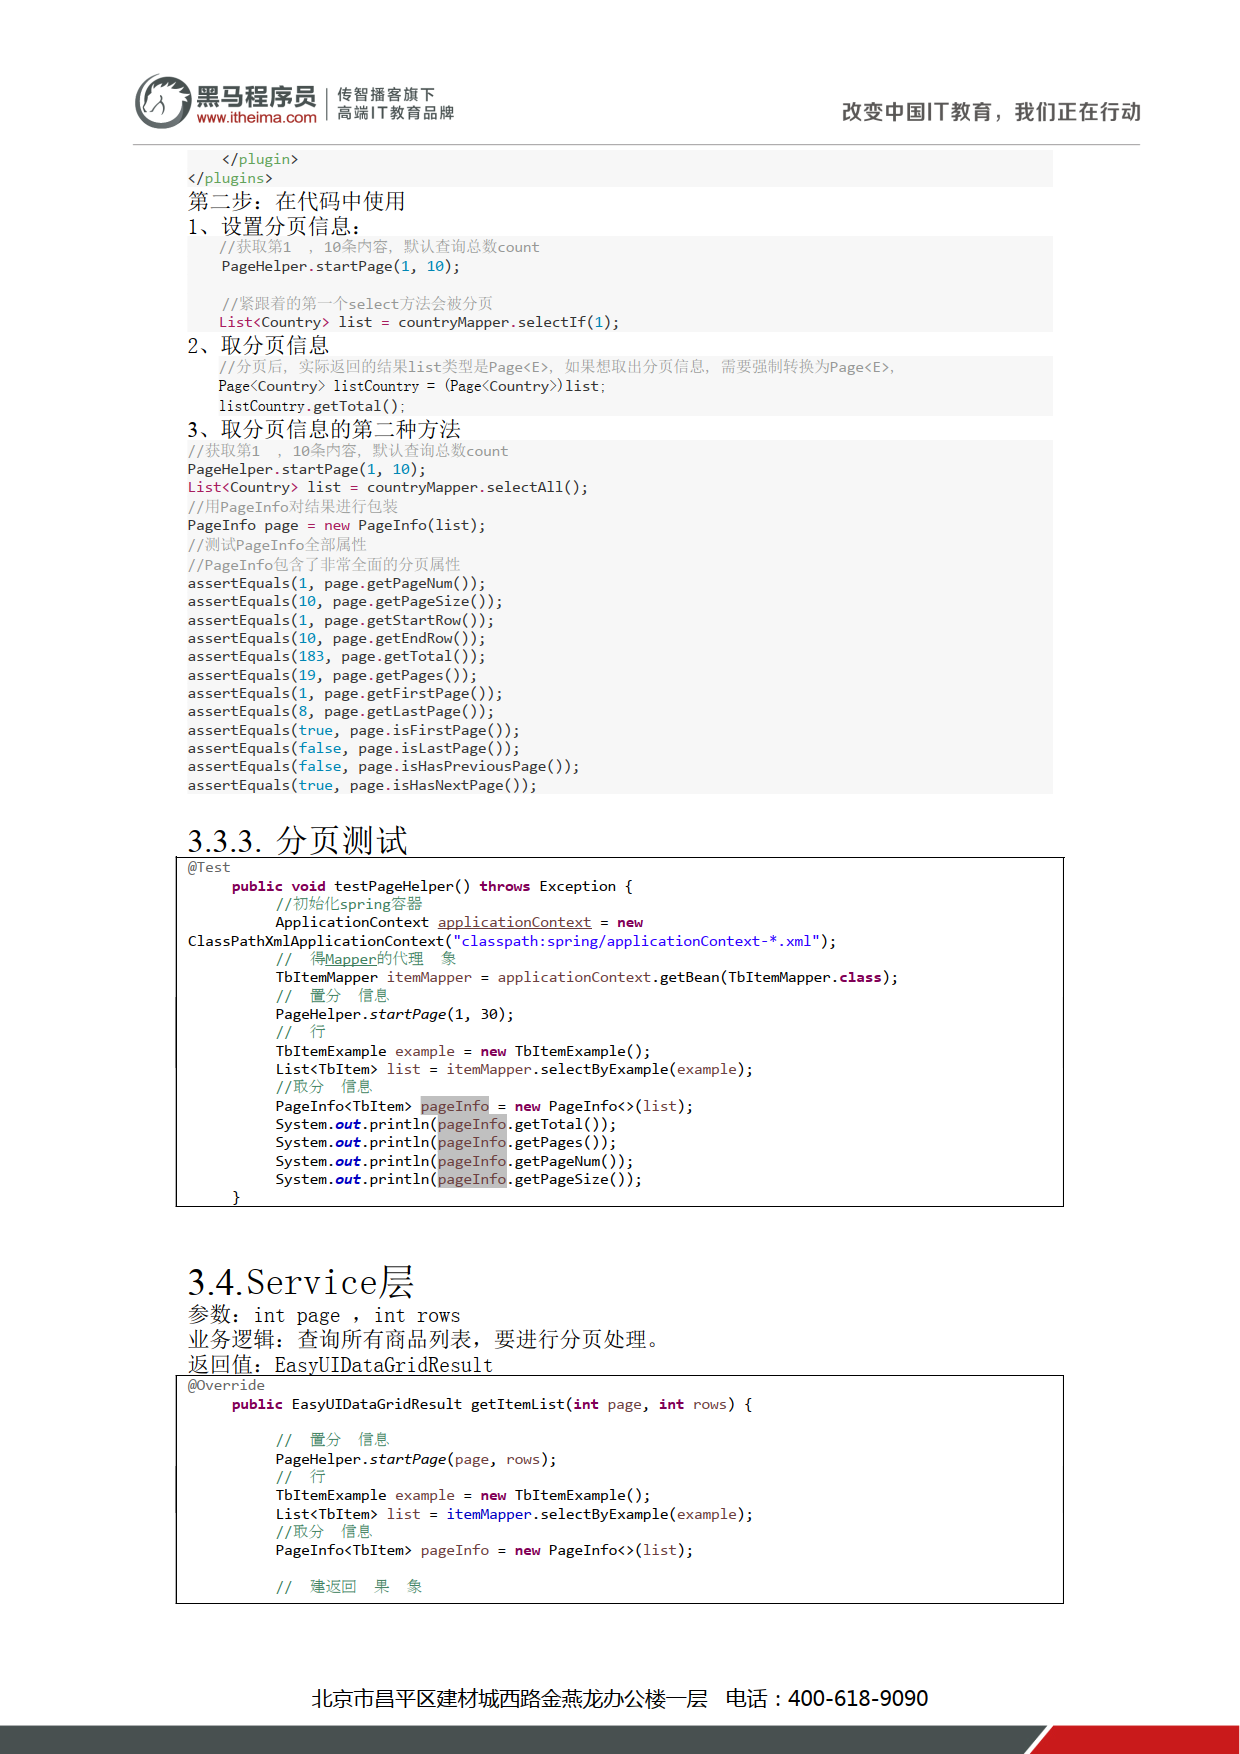 黑马程序员
www.itheima.com
传智播客旗下
高端IT教育品牌
改变中国IT教育，我们正在行动
</plugin>
</plugins>
第二步：在代码中使用
1、设置分页信息：
//获取第1 ，10条内容，默认查询总数count
PageHelper.startPage(1, 10);
//紧跟着的第一个select方法会被分页
List<Country> list = countryMapper.selectIf(1);
2、取分页信息
//分页后，实际返回的结果list类型是Page<E>，如果想取出分页信息，需要强制转换为Page<E>，
Page<Country> listCountry = (Page<Country>)list;
listCountry.getTotal();
3、取分页信息的第二种方法
//获取第1 ，10条内容，默认查询总数count
PageHelper.startPage(1, 10);
List<Country> list = countryMapper.selectAll();
//用PageInfo对结果进行包装
PageInfo page = new PageInfo(list);
//测试PageInfo全部属性
//PageInfo包含了非常全面的分页属性
assertEquals(1, page.getPageNum());
assertEquals(10, page.getPageSize());
assertEquals(1, page.getStartRow());
assertEquals(10, page.getEndRow());
assertEquals(183, page.getTotal());
assertEquals(19, page.getPages());
assertEquals(1, page.getFirstPage());
assertEquals(8, page.getLastPage());
assertEquals(true, page.isFirstPage());
assertEquals(false, page.isLastPage());
assertEquals(false, page.isHasPreviousPage());
assertEquals(true, page.isHasNextPage());
3.3.3. 分页测试
@Test
public void testPageHelper() throws Exception {
//初始化spring容器
ApplicationContext applicationContext = new
ClassPathXmlApplicationContext("classpath:spring/applicationContext-*.xml");
// 得Mapper的代理 象
TbItemMapper itemMapper = applicationContext.getBean(TbItemMapper.class);
// 置分 信息
PageHelper.startPage(1, 30);
// 行
TbItemExample example = new TbItemExample();
List<TbItem> list = itemMapper.selectByExample(example);
//取分 信息
PageInfo<TbItem> pageInfo = new PageInfo<>(list);
System.out.println(pageInfo.getTotal());
System.out.println(pageInfo.getPages());
System.out.println(pageInfo.getPageNum());
System.out.println(pageInfo.getPageSize());
}
3.4.Service层
参数：int page ，int rows
业务逻辑：查询所有商品列表，要进行分页处理。
返回值：EasyUIDataGridResult
@Override
public EasyUIDataGridResult getItemList(int page, int rows) {
// 置分 信息
PageHelper.startPage(page, rows);
// 行
TbItemExample example = new TbItemExample();
List<TbItem> list = itemMapper.selectByExample(example);
//取分 信息
PageInfo<TbItem> pageInfo = new PageInfo<>(list);
// 建返回 果 象
北京市昌平区建材城西路金燕龙办公楼一层 电话：400-618-9090